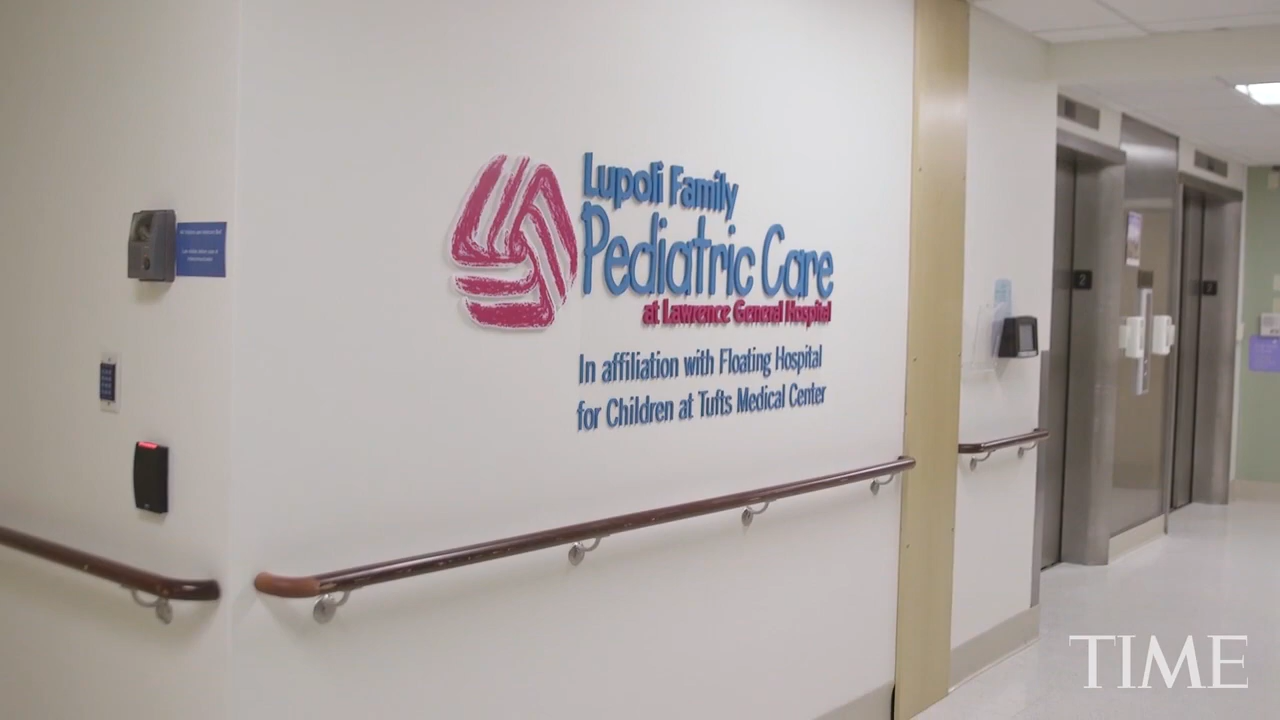 Lupoli Family
Pediatric Care
at Lawrence General Hospital
In affiliation with Floating Hospital
for Children at Tufts Medical Center
2
TIME